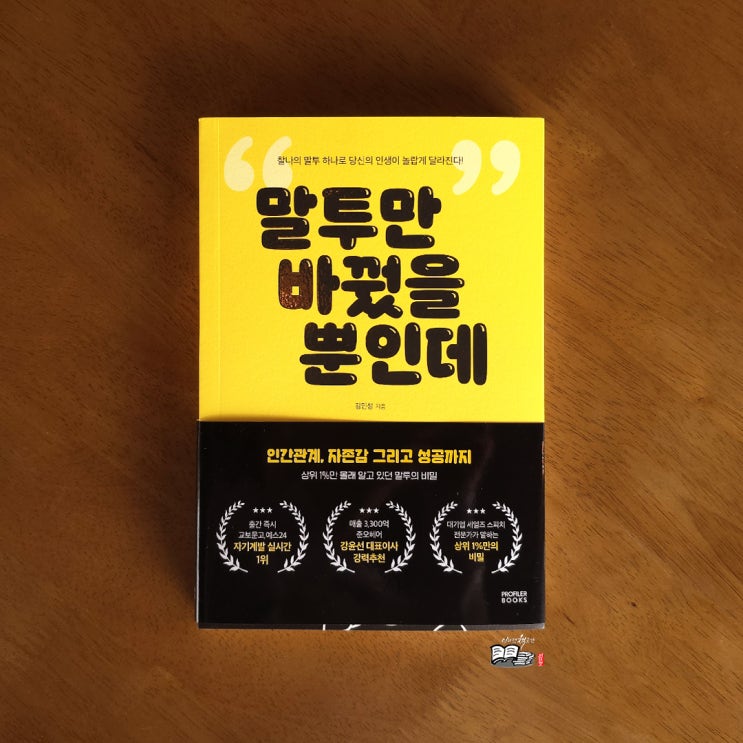 찰나의 말투 하나로 당신의 인생이 놀랍게 달라진다!
말투만
바꿨을
뿐인데
김민성 지음
인간관계, 자존감 그리고 성공까지
상위 1%만 몰래 알고 있던 말투의 비밀
출간 즉시
교보문고, 예스24
자기계발 실시간
1위
매출 3,300억
준오헤어
강윤선 대표이사
강력추천
대기업 세일즈 스피치
전문가가 말하는
상위 1%만의
비밀
PROFILER
BOOKS